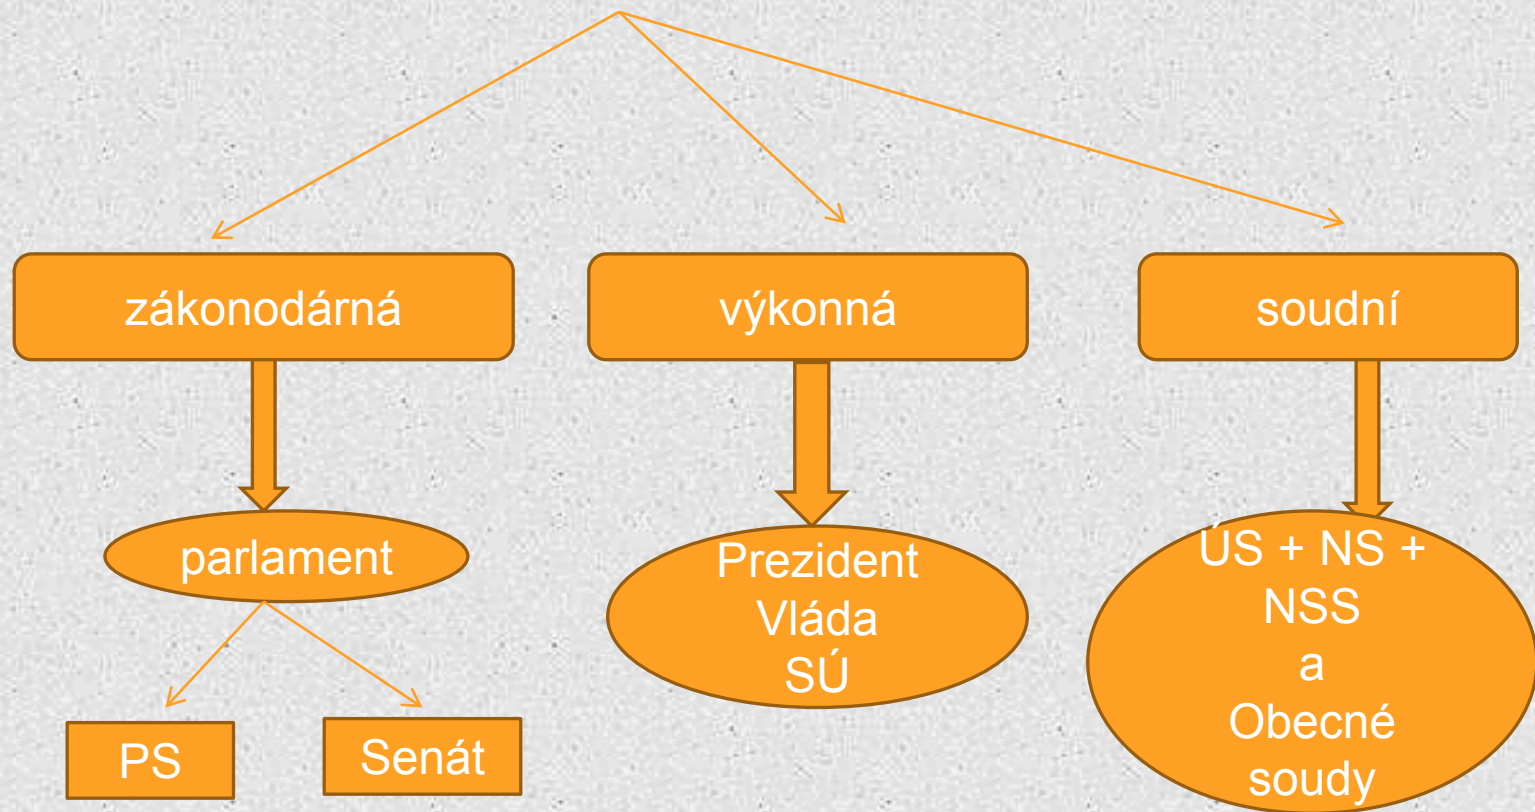 zákonodárná
výkonná
soudní
parlament
Prezident
Vláda
SÚ
ÚS + NS +
NSS
a
Obecné
soudy
PS
Senát